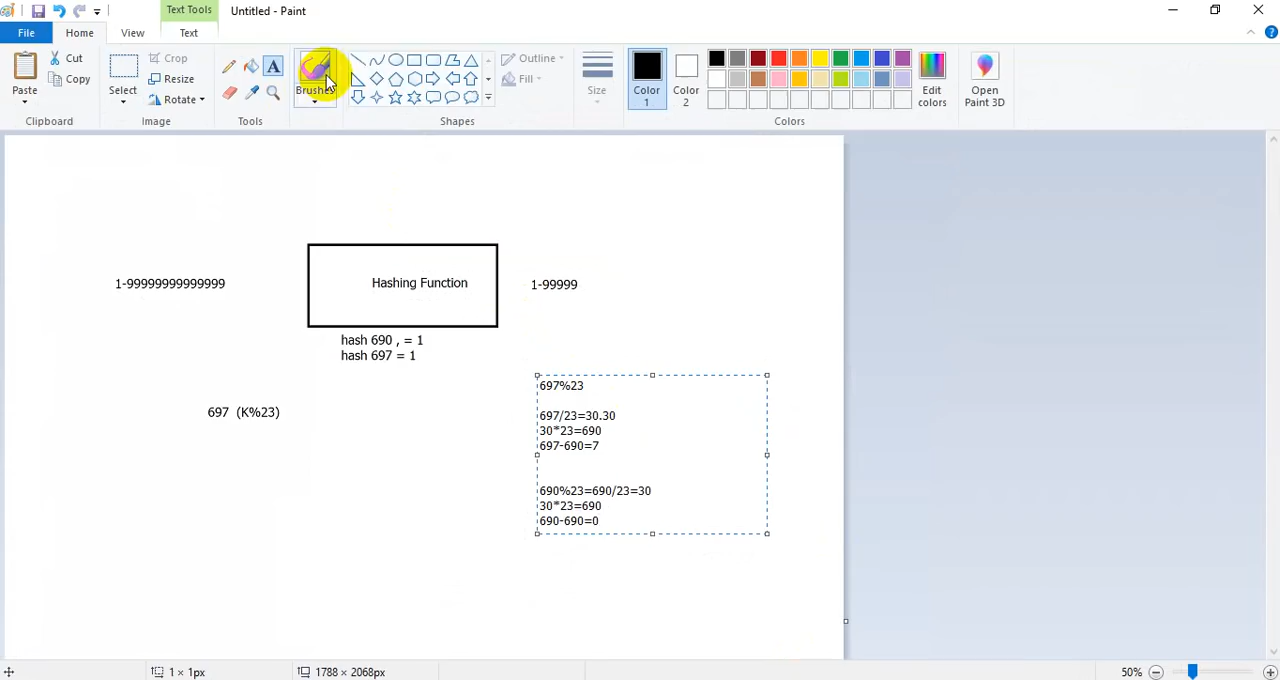 Text Tools
Untitled - Paint
File
Home
View
Text
Paste
Cut
Copy
Clipboard
Select
Crop
Resize
Rotate
Image
A
Tools
Brushes
Outline
Fill
Shapes
Size
Color 1
Color 2
Edit colors
Colors
Open Paint 3D
1-99999999999999
Hashing Function
1-99999
hash 690 , = 1
hash 697 = 1
697 (K%23)
697%23
697/23=30.30
30*23=690
697-690=7
690%23=690/23=30
30*23=690
690-690=0
1 × 1px
1788 × 2068px
50%